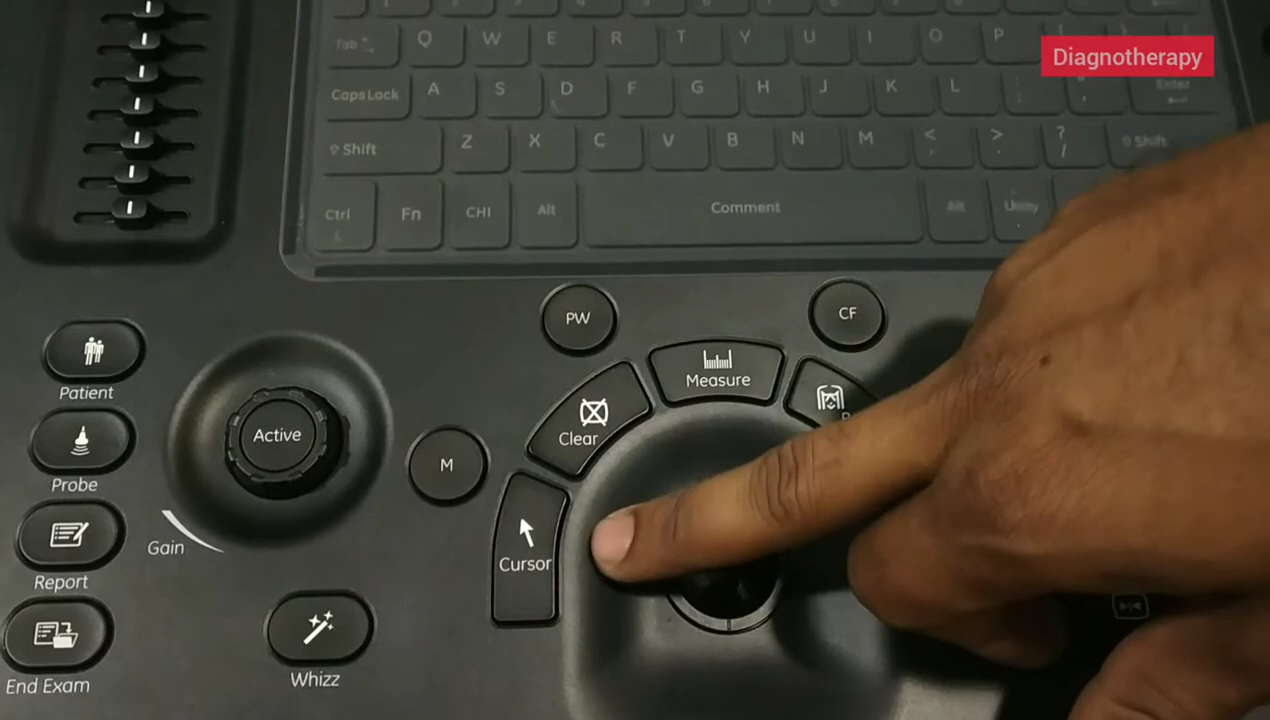 Diagnotherapy
Tab Q W E R T Y U I O P [
Caps Lock A S D F G H J K L Enter
Shift Z X C V B N M < , > . ? / Shift
Ctrl Fn CHI Alt Comment Alt Utility
PW CF
Patient
Measure
Clear
Active
M
Probe
Cursor
Gain
Report
Whizz
End Exam